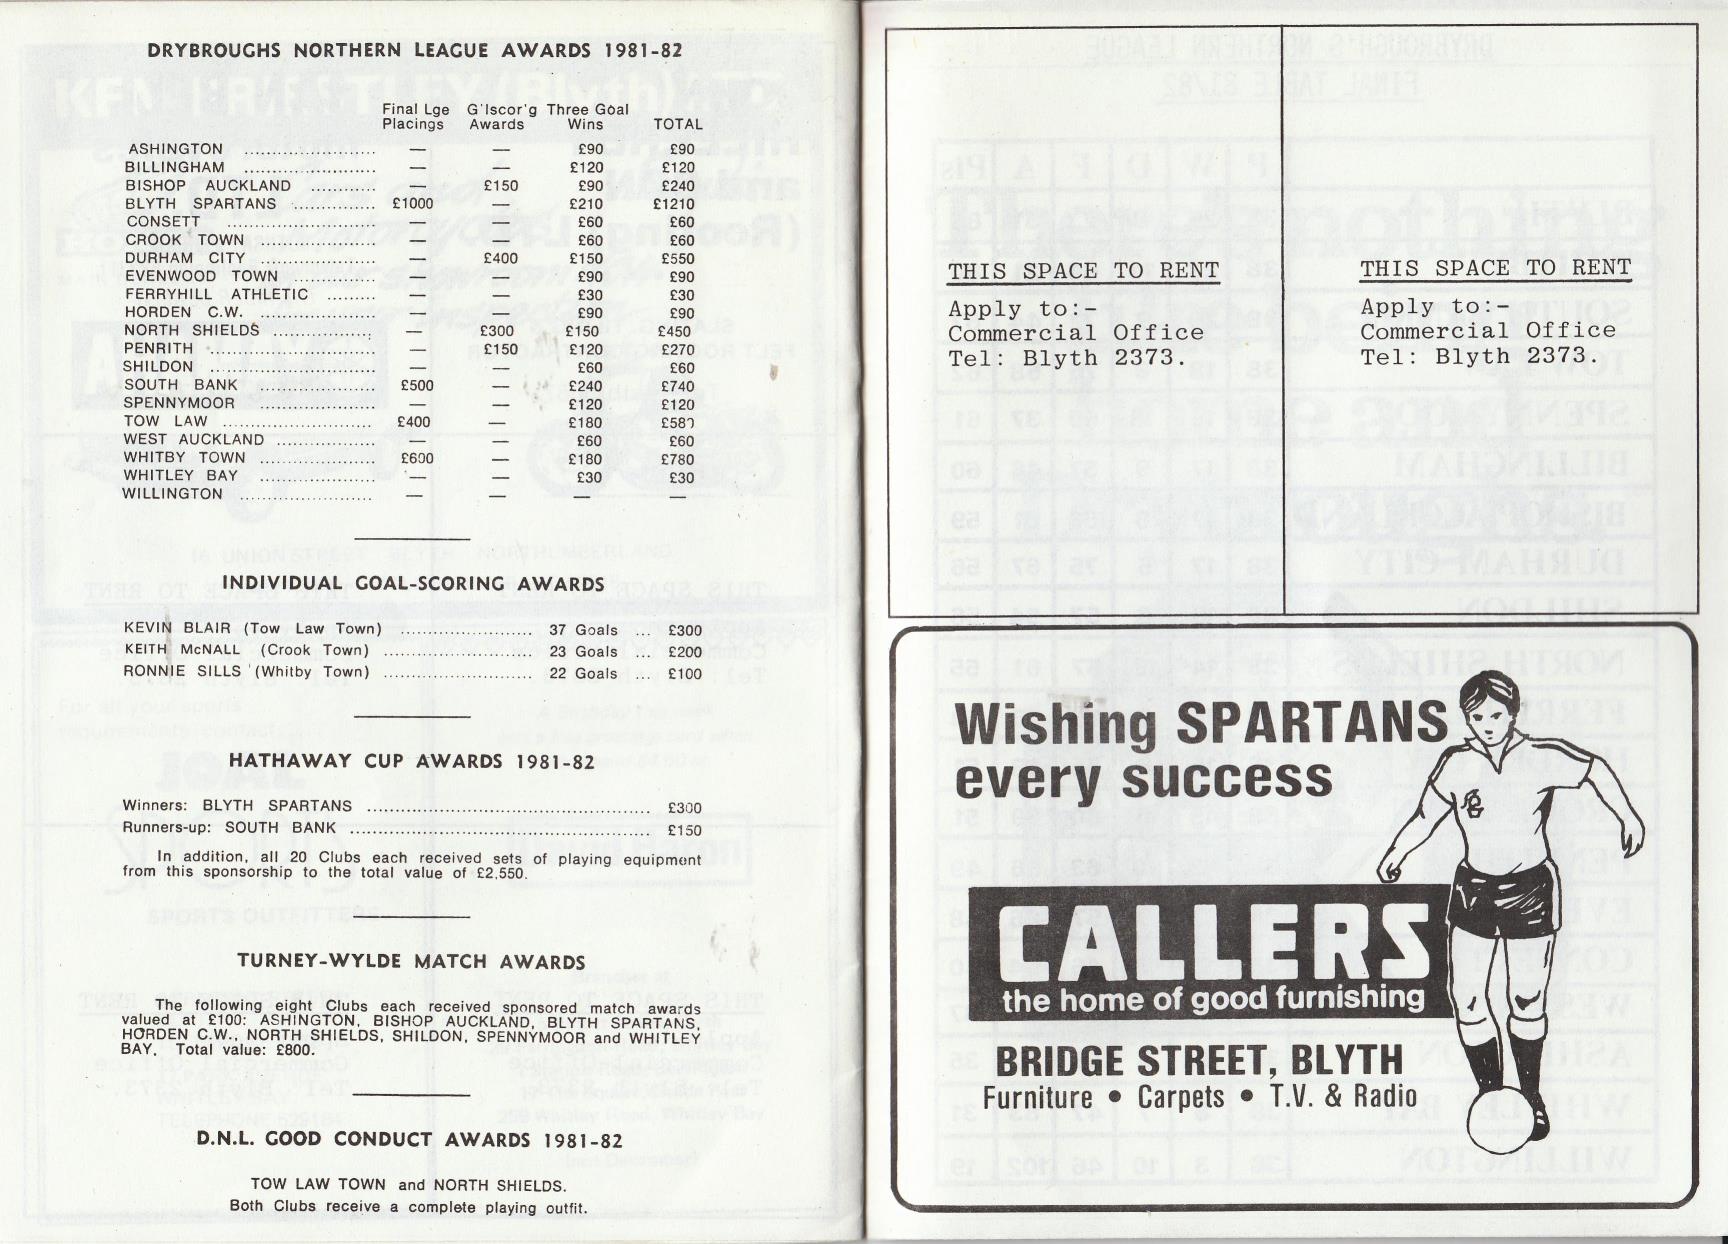 DRYBROUGHS NORTHERN LEAGUE AWARDS 1981-82
Final Lge G'lscor'g Three Goal
Placings Awards Wins TOTAL
ASHINGTON ........................ — — £90 £90
BILLINGHAM ........................ — — £120 £120
BISHOP AUCKLAND ............ — £150 £90 £240
BLYTH SPARTANS ............... £1000 — £210 £1210
CONSETT ........................... — — £60 £60
CROOK TOWN ..................... — — £60 £60
DURHAM CITY ..................... — £400 £150 £550
EVENWOOD TOWN ............... — — £90 £90
FERRYHILL ATHLETIC ......... — — £30 £30
HORDEN C.W. ..................... — — £90 £90
NORTH SHIELDS .................. — £300 £150 £450
PENRITH .............................. — £150 £120 £270
SHILDON .............................. — — £60 £60
SOUTH BANK ........................ £500 — £240 £740
SPENNYMOOR ..................... — — £120 £120
TOW LAW ........................... £400 — £180 £580
WEST AUCKLAND .................. — — £60 £60
WHITBY TOWN ..................... £600 — £180 £780
WHITLEY BAY ..................... — — £30 £30
WILLINGTON ........................ — — — —
INDIVIDUAL GOAL-SCORING AWARDS
KEVIN BLAIR (Tow Law Town) ........................ 37 Goals ... £300
KEITH McNALL (Crook Town) ........................... 23 Goals ... £200
RONNIE SILLS (Whitby Town) ........................... 22 Goals ... £100
HATHAWAY CUP AWARDS 1981-82
Winners: BLYTH SPARTANS ................................................... £300
Runners-up: SOUTH BANK ...................................................... £150
In addition, all 20 Clubs each received sets of playing equipment
from this sponsorship to the total value of £2,550.
TURNEY-WYLDE MATCH AWARDS
The following eight Clubs each received sponsored match awards
valued at £100: ASHINGTON, BISHOP AUCKLAND, BLYTH SPARTANS,
HORDEN C.W., NORTH SHIELDS, SHILDON, SPENNYMOOR and WHITLEY
BAY. Total value: £800.
D.N.L. GOOD CONDUCT AWARDS 1981-82
TOW LAW TOWN and NORTH SHIELDS.
Both Clubs receive a complete playing outfit.
THIS SPACE TO RENT
Apply to:-
Commercial Office
Tel: Blyth 2373.
THIS SPACE TO RENT
Apply to:-
Commercial Office
Tel: Blyth 2373.
Wishing SPARTANS
every success
CALLERS
the home of good furnishing
BRIDGE STREET, BLYTH
Furniture • Carpets • T.V. & Radio